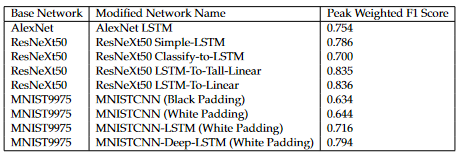 Base Network Modified Network Name Peak Weighted F1 Score
AlexNet AlexNet LSTM 0.754
ResNeXt50 ResNeXt50 Simple-LSTM 0.786
ResNeXt50 ResNeXt50 Classify-to-LSTM 0.700
ResNeXt50 ResNeXt50 LSTM-To-Tall-Linear 0.835
ResNeXt50 ResNeXt50 LSTM-To-Linear 0.836
MNIST9975 MNISTCNN (Black Padding) 0.634
MNIST9975 MNISTCNN (White Padding) 0.644
MNIST9975 MNISTCNN-LSTM (White Padding) 0.716
MNIST9975 MNISTCNN-Deep-LSTM (White Padding) 0.794